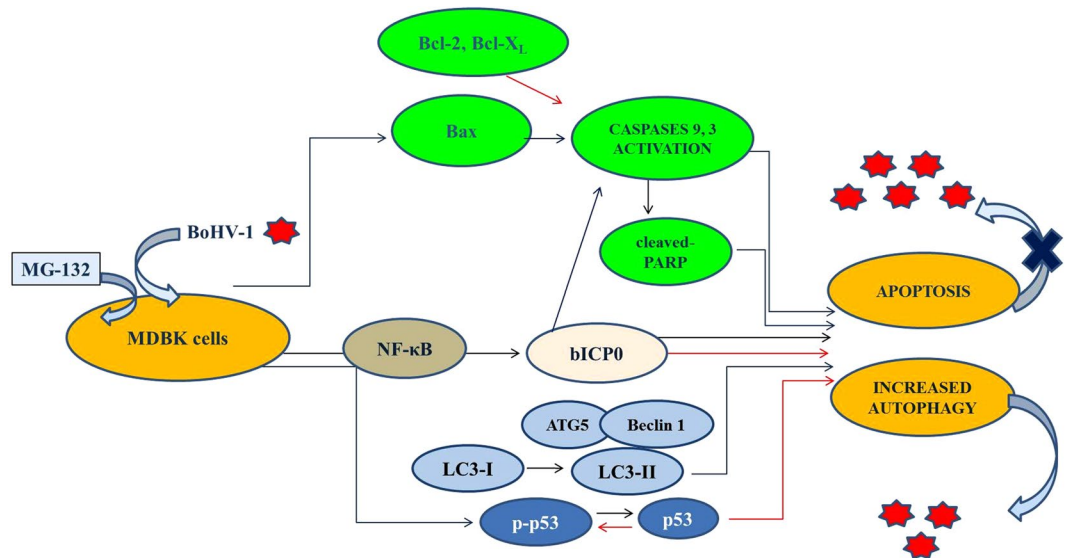 Bcl-2, Bcl-XL
Bax
CASPASES 9, 3
ACTIVATION
BoHV-1
cleaved-
PARP
MG-132
APOPTOSIS
MDBK cells
NF-κB
bICP0
INCREASED
AUTOPHAGY
ATG5
Beclin 1
LC3-I
LC3-II
p-p53
p53